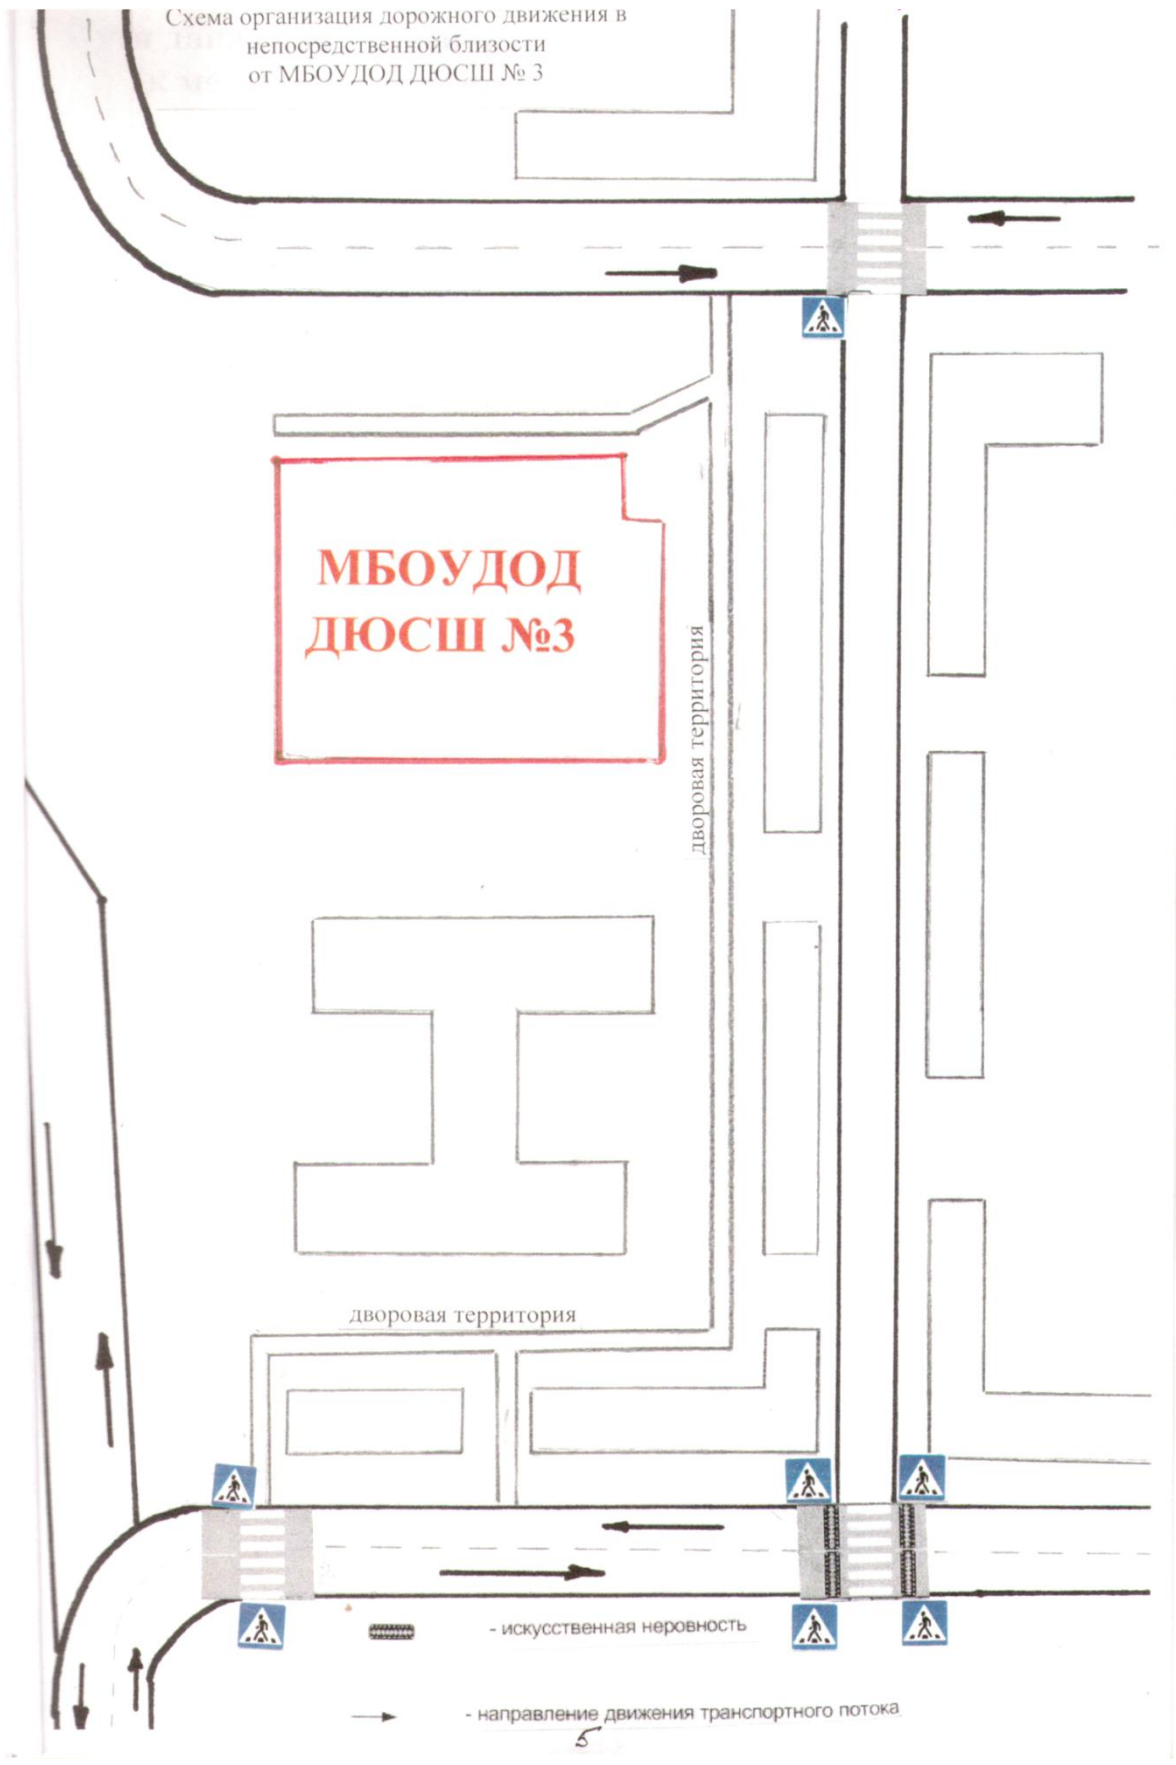 Схема организация дорожного движения в
непосредственной близости
от МБОУДОД ДЮСШ № 3
МБОУДОД
ДЮСШ №3
дворовая территория
дворовая территория
- искусственная неровность
- направление движения транспортного потока
5